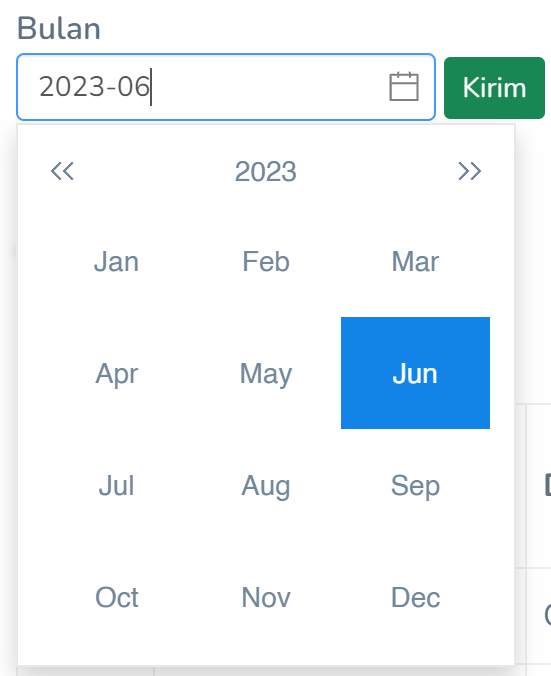 Bulan
2023-06 Kirim
2023
Jan Feb Mar
Apr May Jun
Jul Aug Sep
Oct Nov Dec